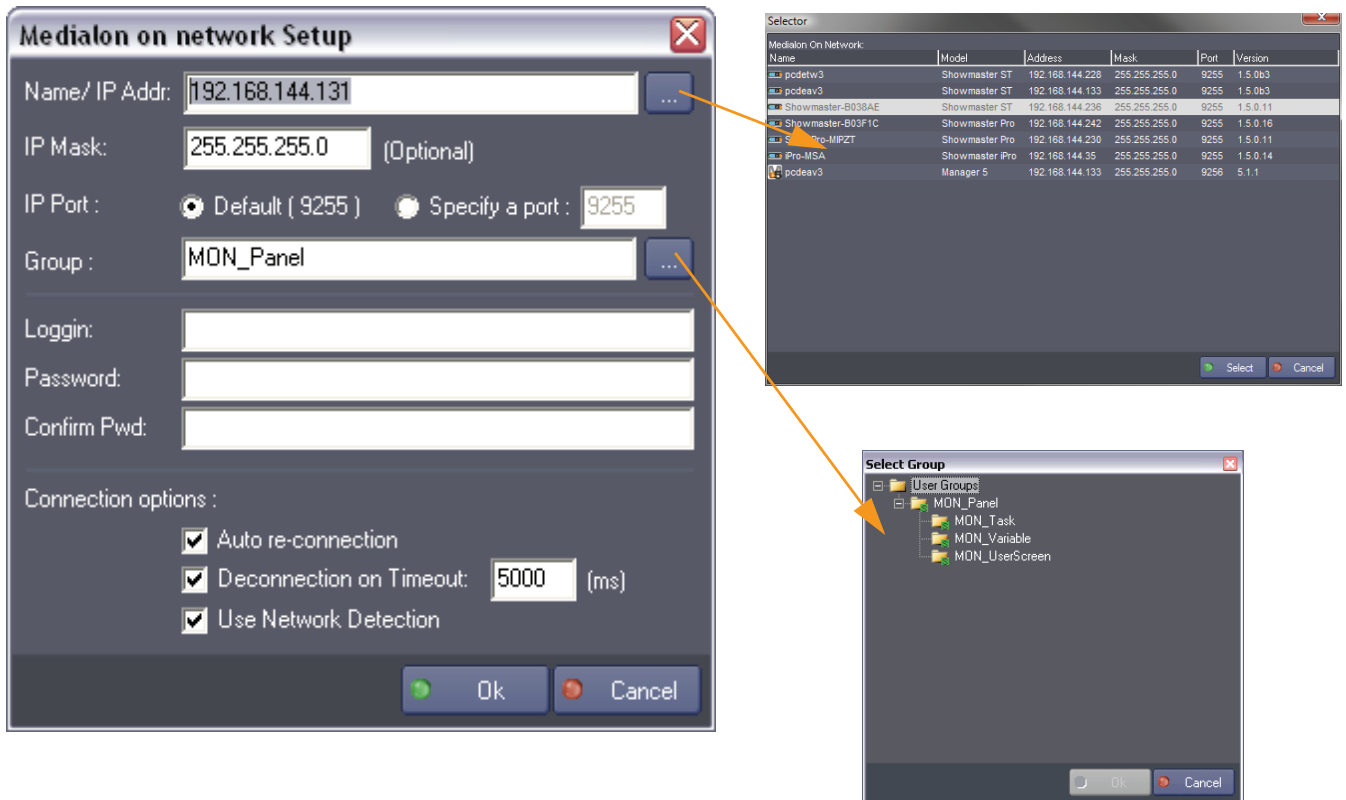 Medialon on network Setup
Name/ IP Addr: 192.168.144.131 ...
IP Mask: 255.255.255.0 (Optional)
IP Port : Default ( 9255 ) Specify a port : 9255
Group : MON_Panel ...
Loggin:
Password:
Confirm Pwd:
Connection options :
Auto re-connection
Deconnection on Timeout: 5000 (ms)
Use Network Detection
Ok Cancel
Selector
Medialon On Network:
Name Model Address Mask Port Version
pcdetw3 Showmaster ST 192.168.144.228 255.255.255.0 9255 1.5.0b3
pcdeav3 Showmaster ST 192.168.144.133 255.255.255.0 9255 1.5.0b3
Showmaster-B038AE Showmaster ST 192.168.144.236 255.255.255.0 9255 1.5.0.11
Showmaster-B03F1C Showmaster Pro 192.168.144.242 255.255.255.0 9255 1.5.0.16
Showmaster Pro 192.168.144.230 255.255.255.0 9255 1.5.0.11
iPro-MSA Showmaster iPro 192.168.144.35 255.255.255.0 9255 1.5.0.14
pcdeav3 Manager 5 192.168.144.133 255.255.255.0 9256 5.1.1
Select Cancel
Select Group
User Groups
MON_Panel
MON_Task
MON_Variable
MON_UserScreen
Ok Cancel